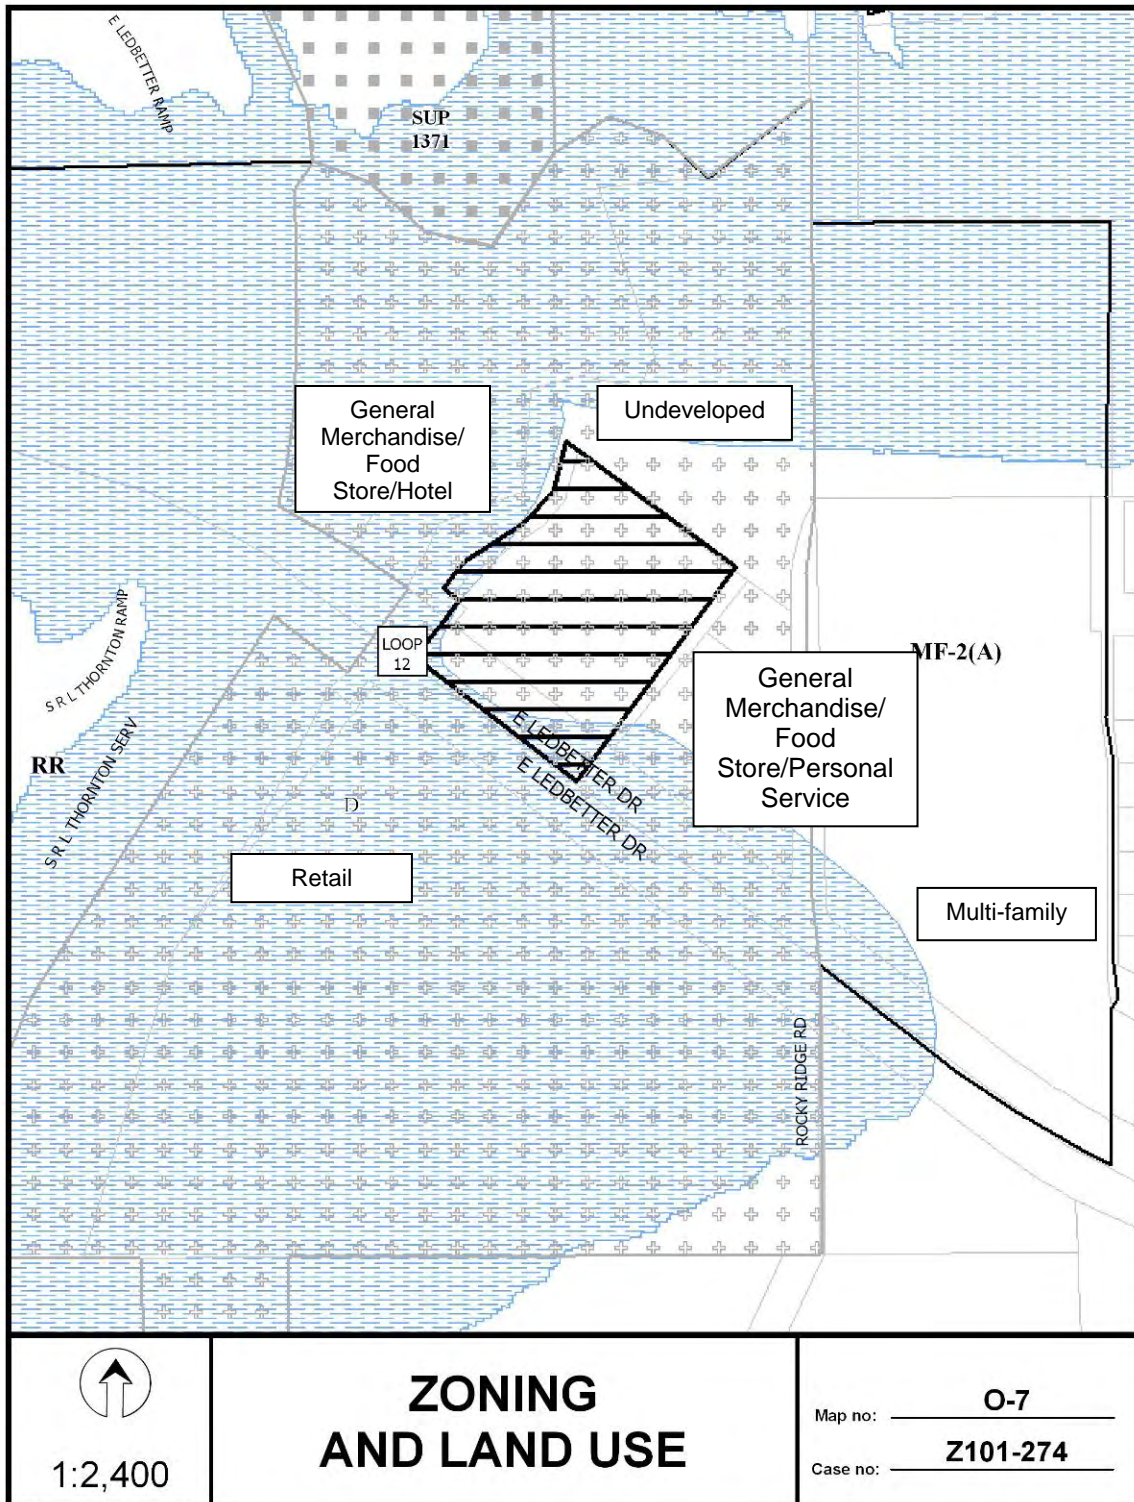 E LEDBETTER RAMP
SUP
1371
General
Merchandise/
Food
Store/Hotel
Undeveloped
LOOP
12
S R L THORNTON RAMP
S R L THORNTON SERV
RR
D
E LEDBETTER DR
E LEDBETTER DR
MF-2(A)
General
Merchandise/
Food
Store/Personal
Service
Retail
Multi-family
ROCKY RIDGE RD
1:2,400
ZONING
AND LAND USE
Map no: O-7
Case no: Z101-274